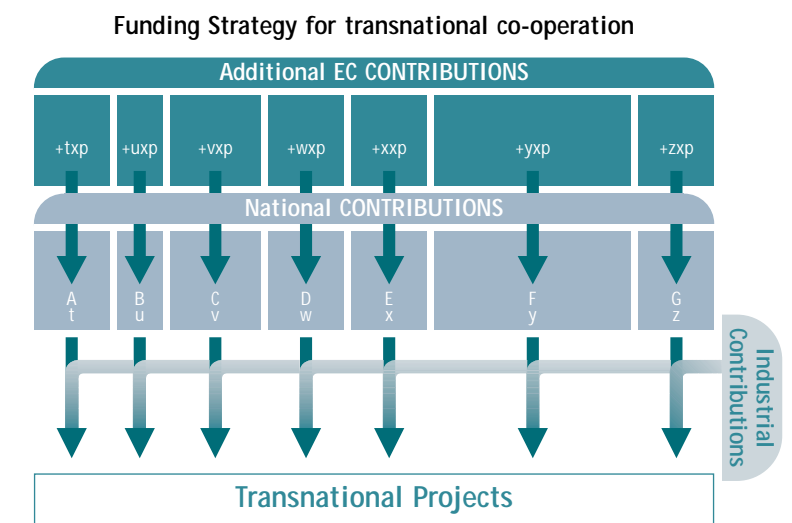 Funding Strategy for transnational co-operation
Additional EC CONTRIBUTIONS
+txp +uxp +vxp +wxp +xxp +yxp +zxp
National CONTRIBUTIONS
A B C D E F G
t u v w x y z
Industrial
Contributions
Transnational Projects